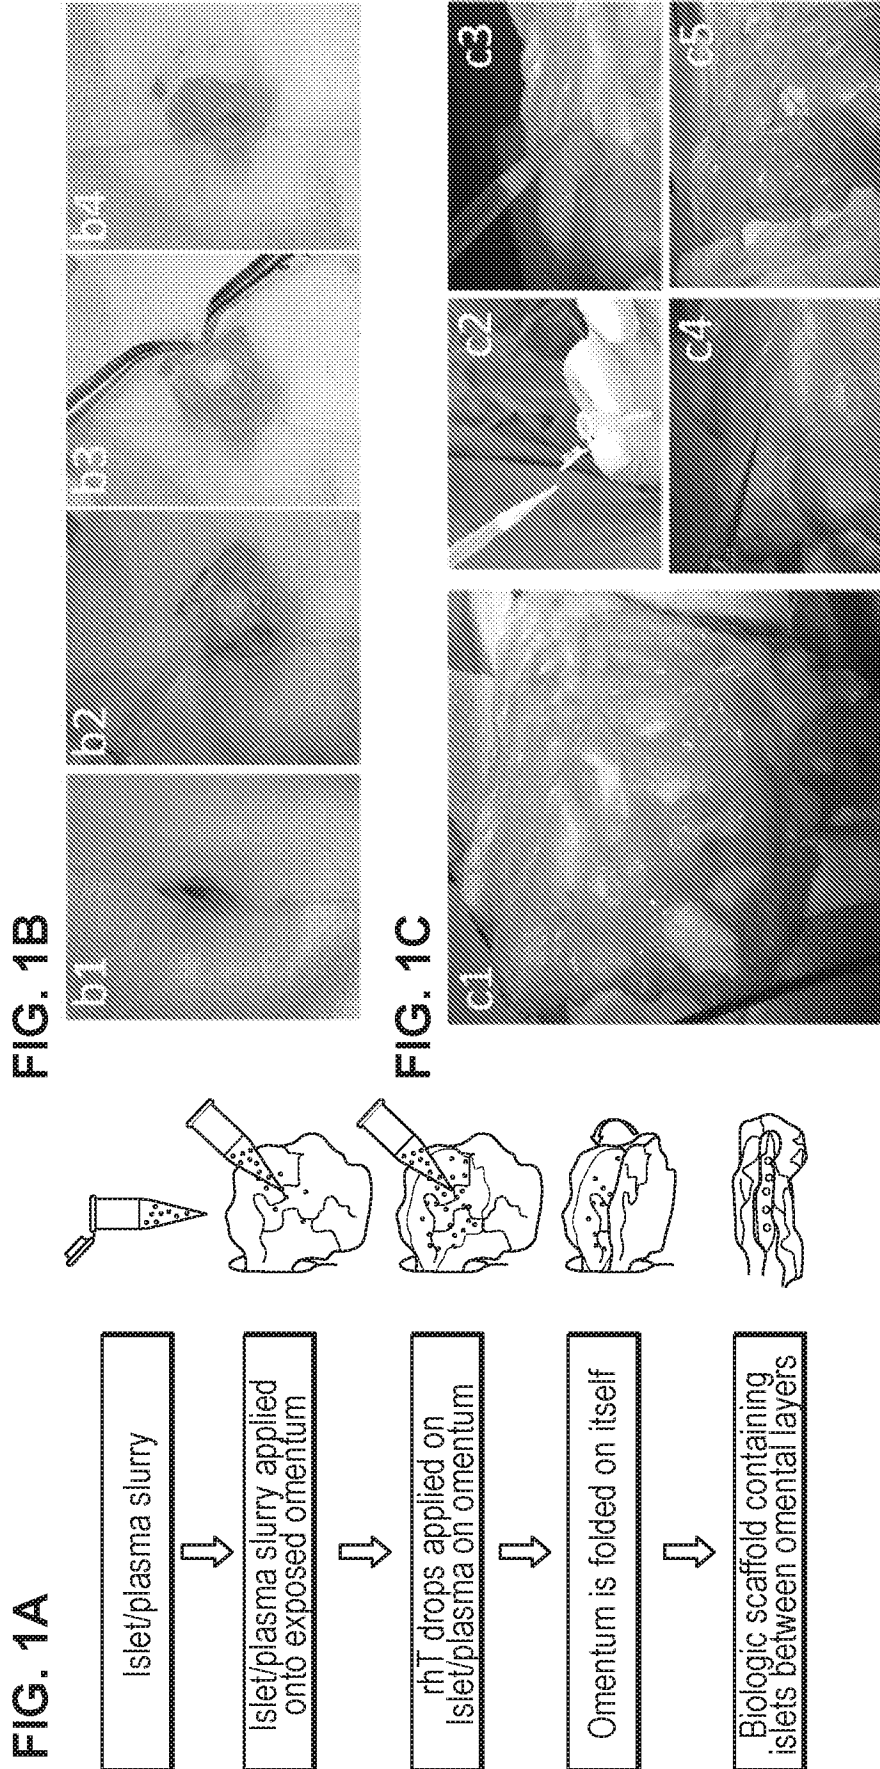 FIG. 1A
Islet/plasma slurry
Islet/plasma slurry applied
onto exposed omentum
rhT drops applied on
Islet/plasma on omentum
Omentum is folded on itself
Biologic scaffold containing
islets between omental layers
FIG. 1B
b1
b2
b3
b4
FIG. 1C
c1
c2
c3
c4
c5